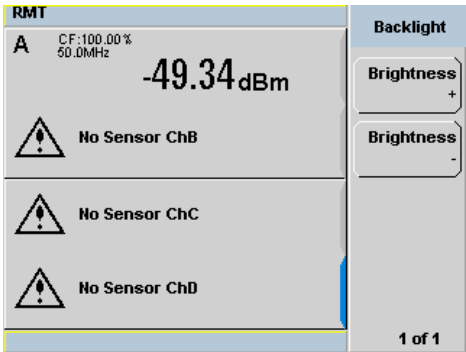 RMT
Backlight
A
CF:100.00%
50.0MHz
-49.34dBm
Brightness
+
No Sensor ChB
Brightness
-
No Sensor ChC
No Sensor ChD
1 of 1